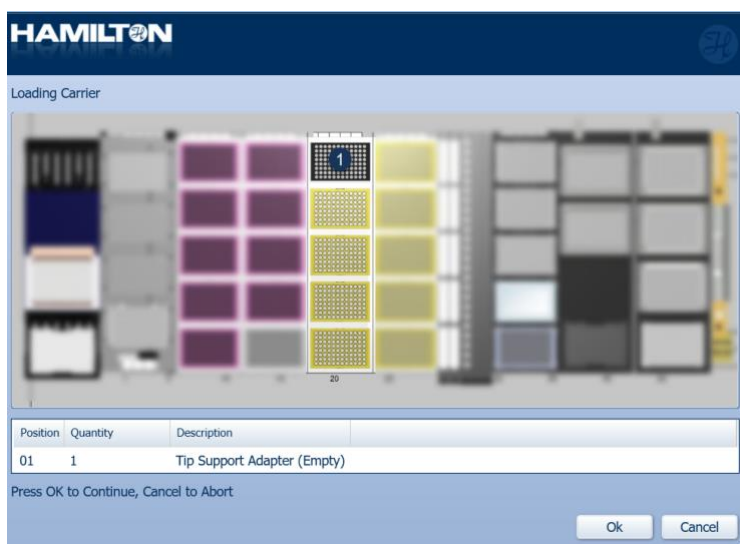 HAMILTON
Loading Carrier
1
20
Position Quantity Description
01 1 Tip Support Adapter (Empty)
Press OK to Continue, Cancel to Abort
Ok Cancel